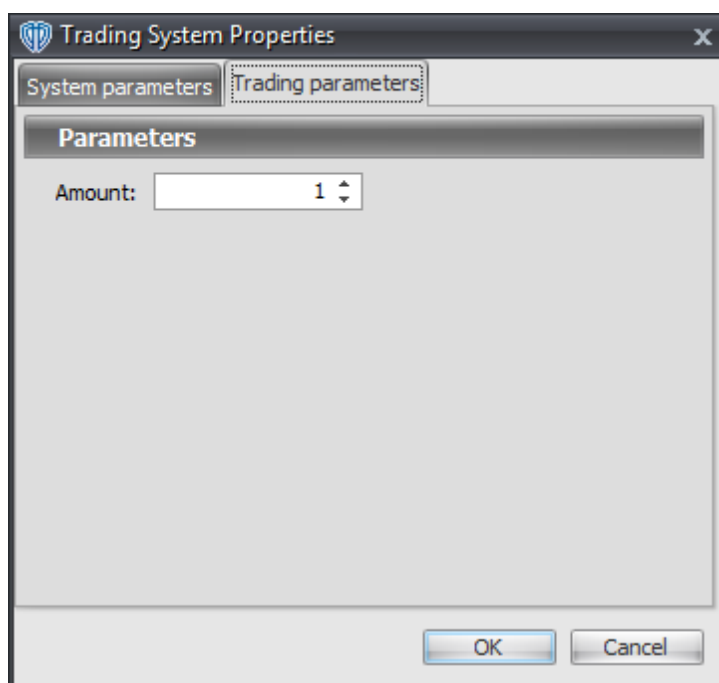 Trading System Properties
System parameters Trading parameters
Parameters
Amount: 1
OK Cancel